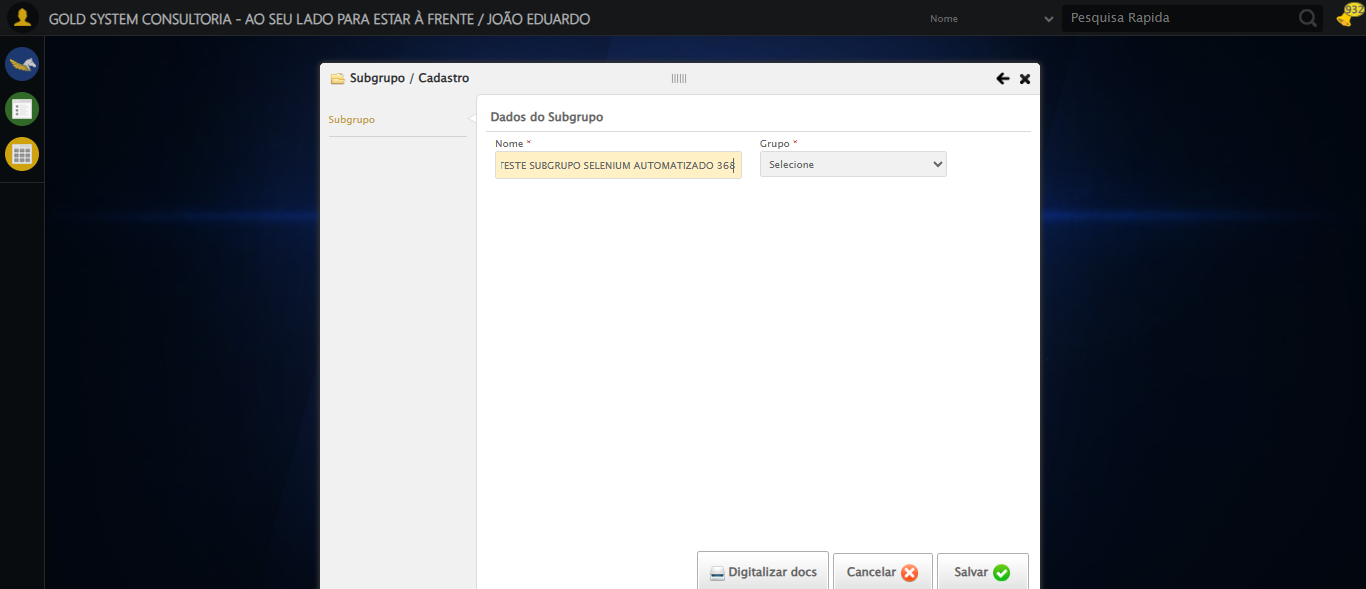 GOLD SYSTEM CONSULTORIA - AO SEU LADO PARA ESTAR À FRENTE / JOÃO EDUARDO
Nome
Pesquisa Rapida
932
Subgrupo / Cadastro
Subgrupo
Dados do Subgrupo
Nome *
Grupo *
TESTE SUBGRUPO SELENIUM AUTOMATIZADO 368
Selecione
Digitalizar docs
Cancelar
Salvar